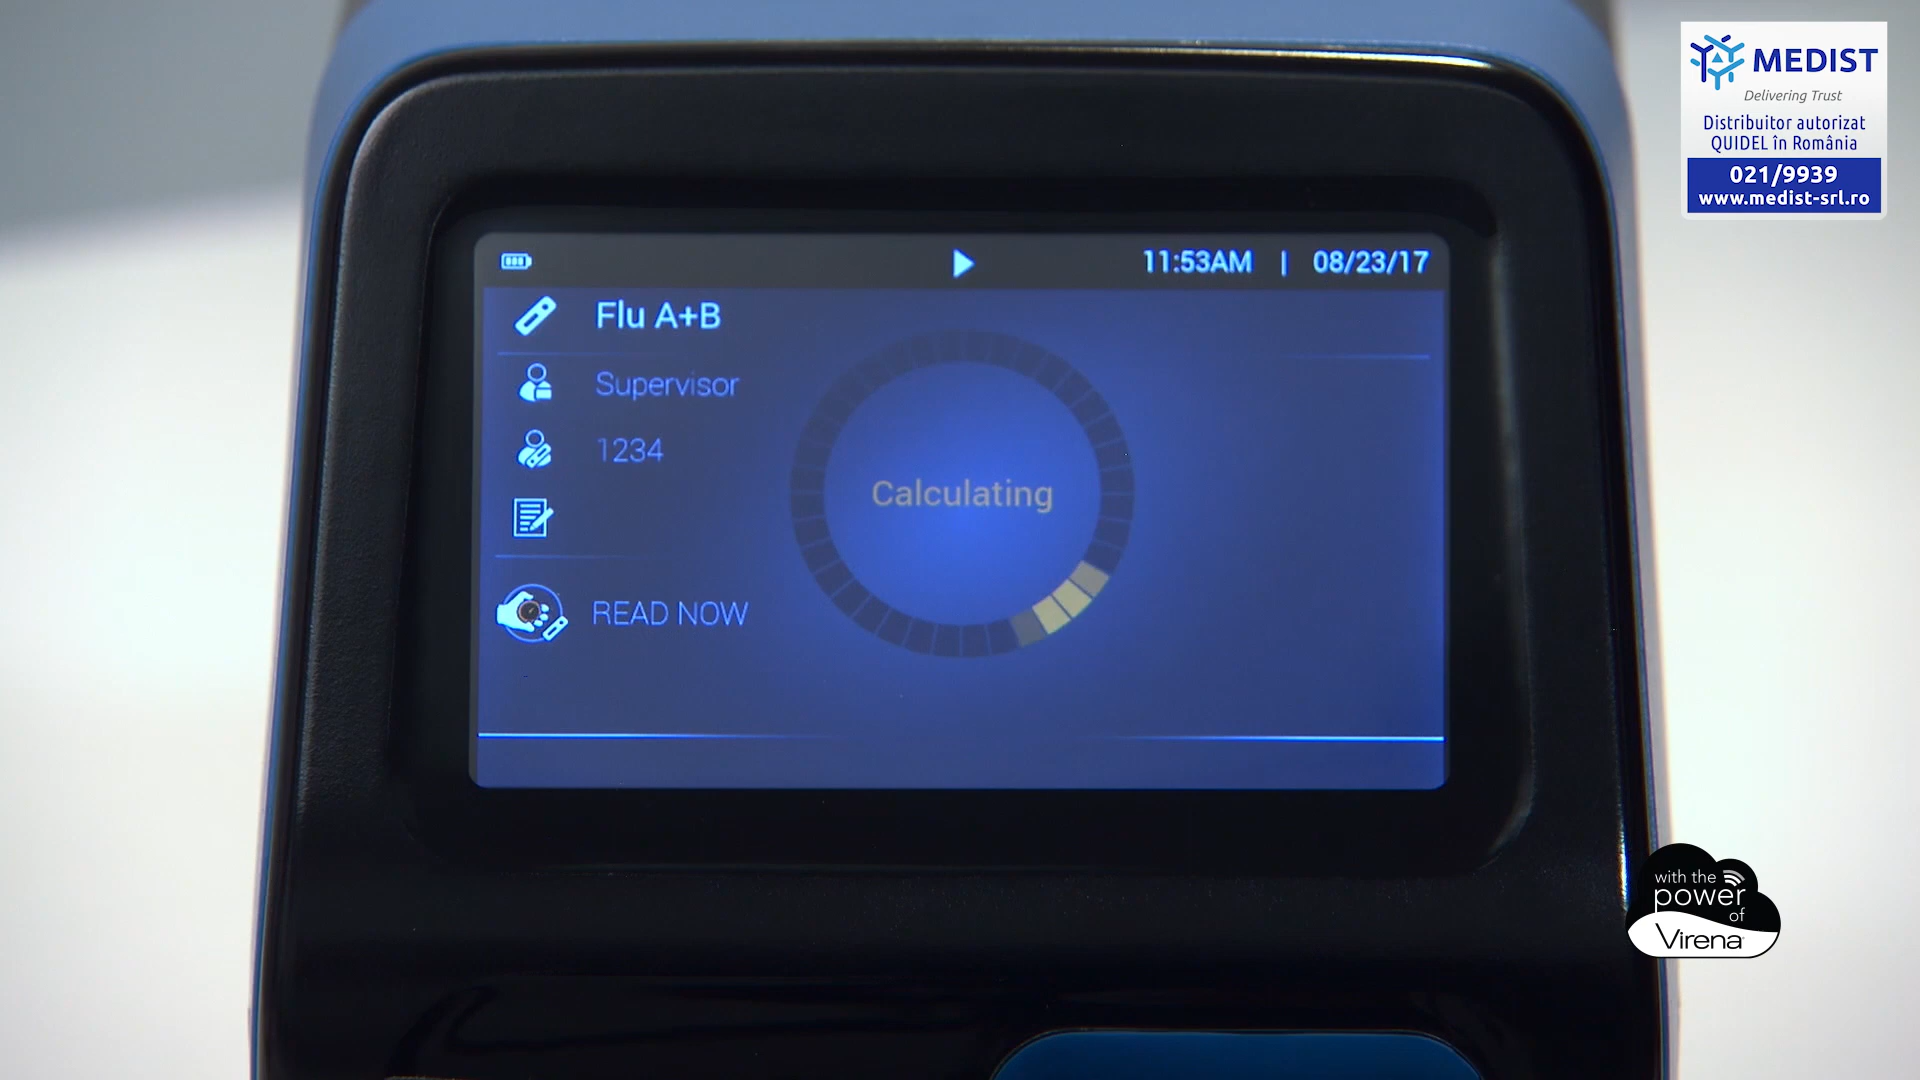 MEDIST
Delivering Trust
Distribuitor autorizat
QUIDEL în România
021/9939
www.medist-srl.ro
11:53AM | 08/23/17
Flu A+B
Supervisor
1234
Calculating
READ NOW
with the
power
of
Virena